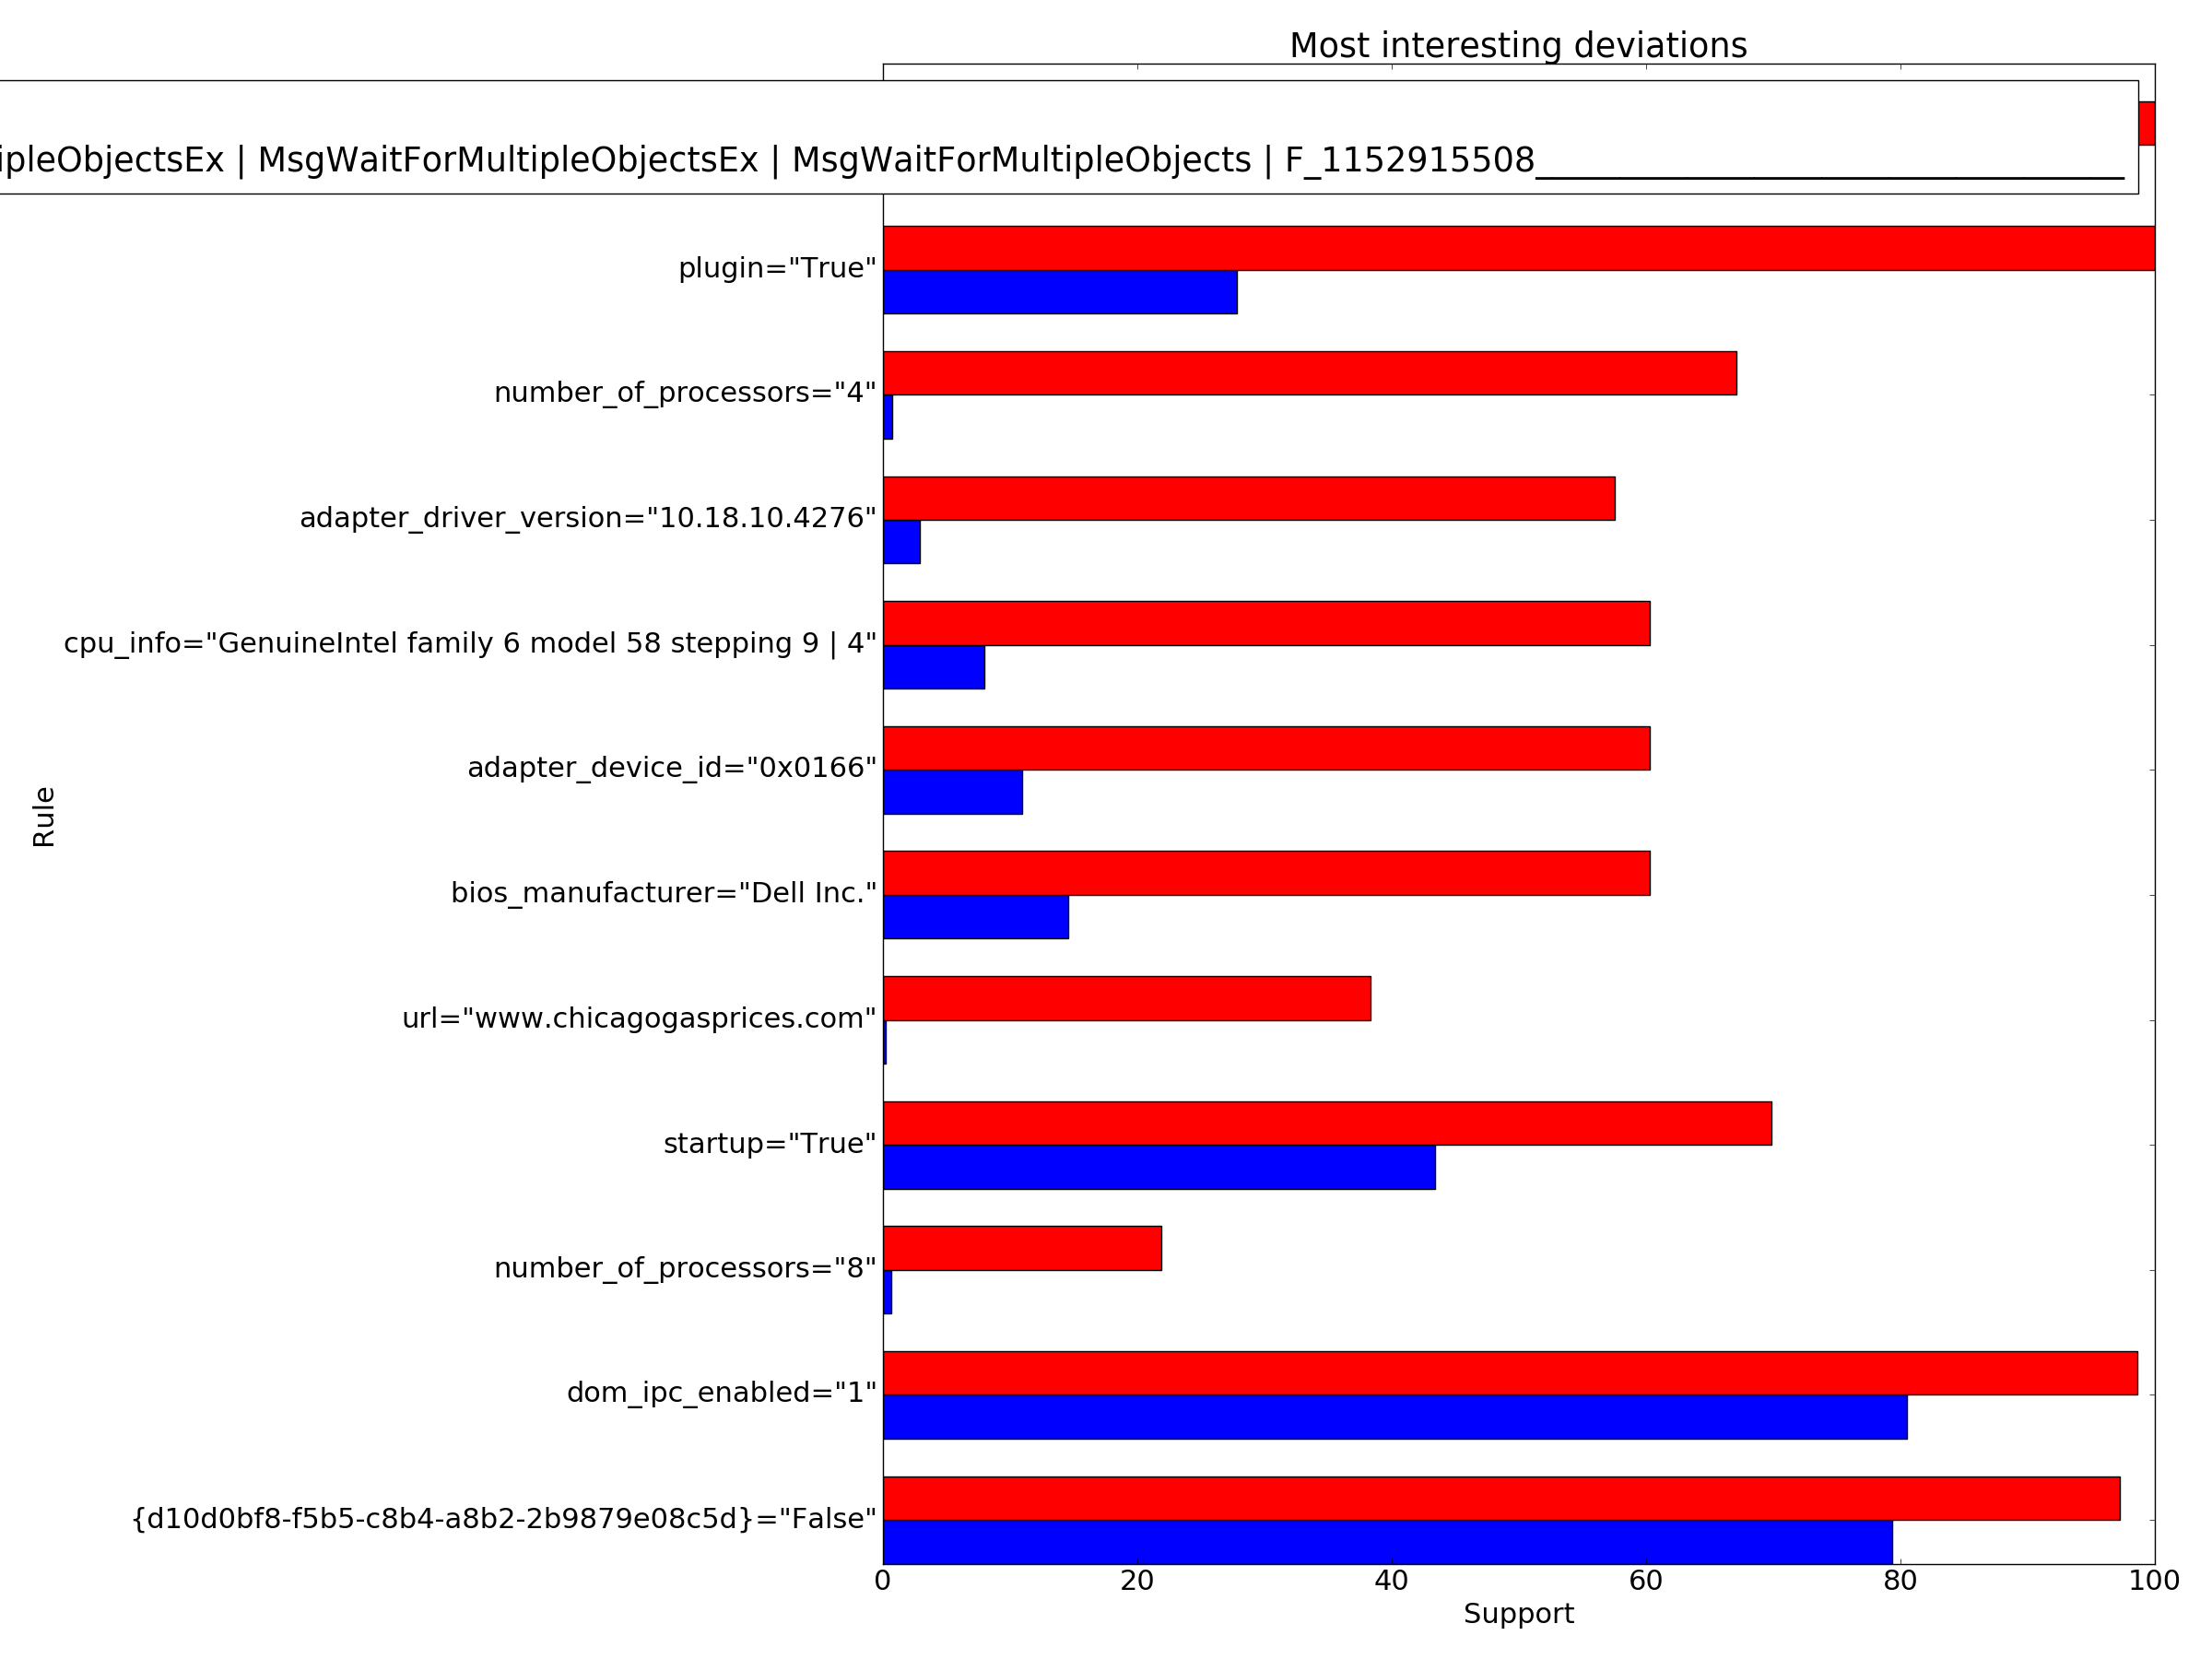 Most interesting deviations
MsgWaitForMultipleObjectsEx | MsgWaitForMultipleObjects | F_1152915508___________________________________
plugin="True"
number_of_processors="4"
adapter_driver_version="10.18.10.4276"
cpu_info="GenuineIntel family 6 model 58 stepping 9 | 4"
adapter_device_id="0x0166"
bios_manufacturer="Dell Inc."
url="www.chicagogasprices.com"
startup="True"
number_of_processors="8"
dom_ipc_enabled="1"
{d10d0bf8-f5b5-c8b4-a8b2-2b9879e08c5d}="False"
Rule
0 20 40 60 80 100
Support